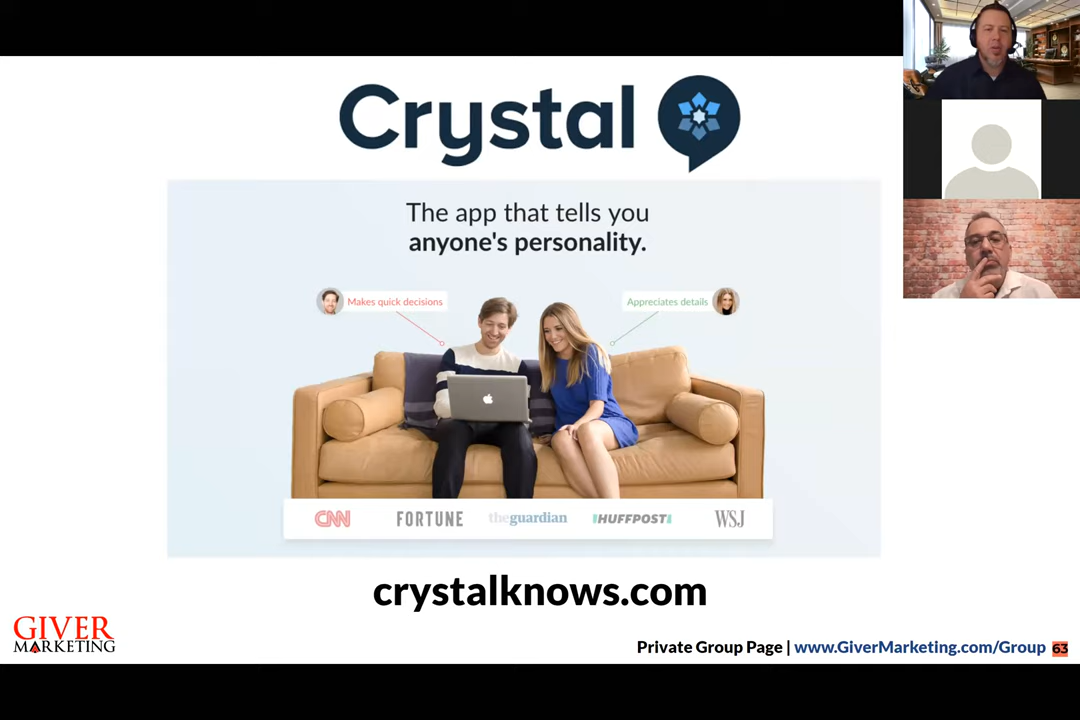 Crystal
The app that tells you
anyone's personality.
Makes quick decisions
Appreciates details
CNN
FORTUNE
theguardian
HUFFPOST
WSJ
crystalknows.com
GIVER
MARKETING
Private Group Page | www.GiverMarketing.com/Group 63